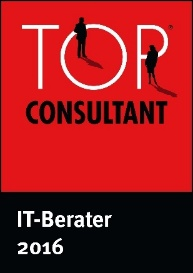 TOP®
CONSULTANT
IT-Berater
2016